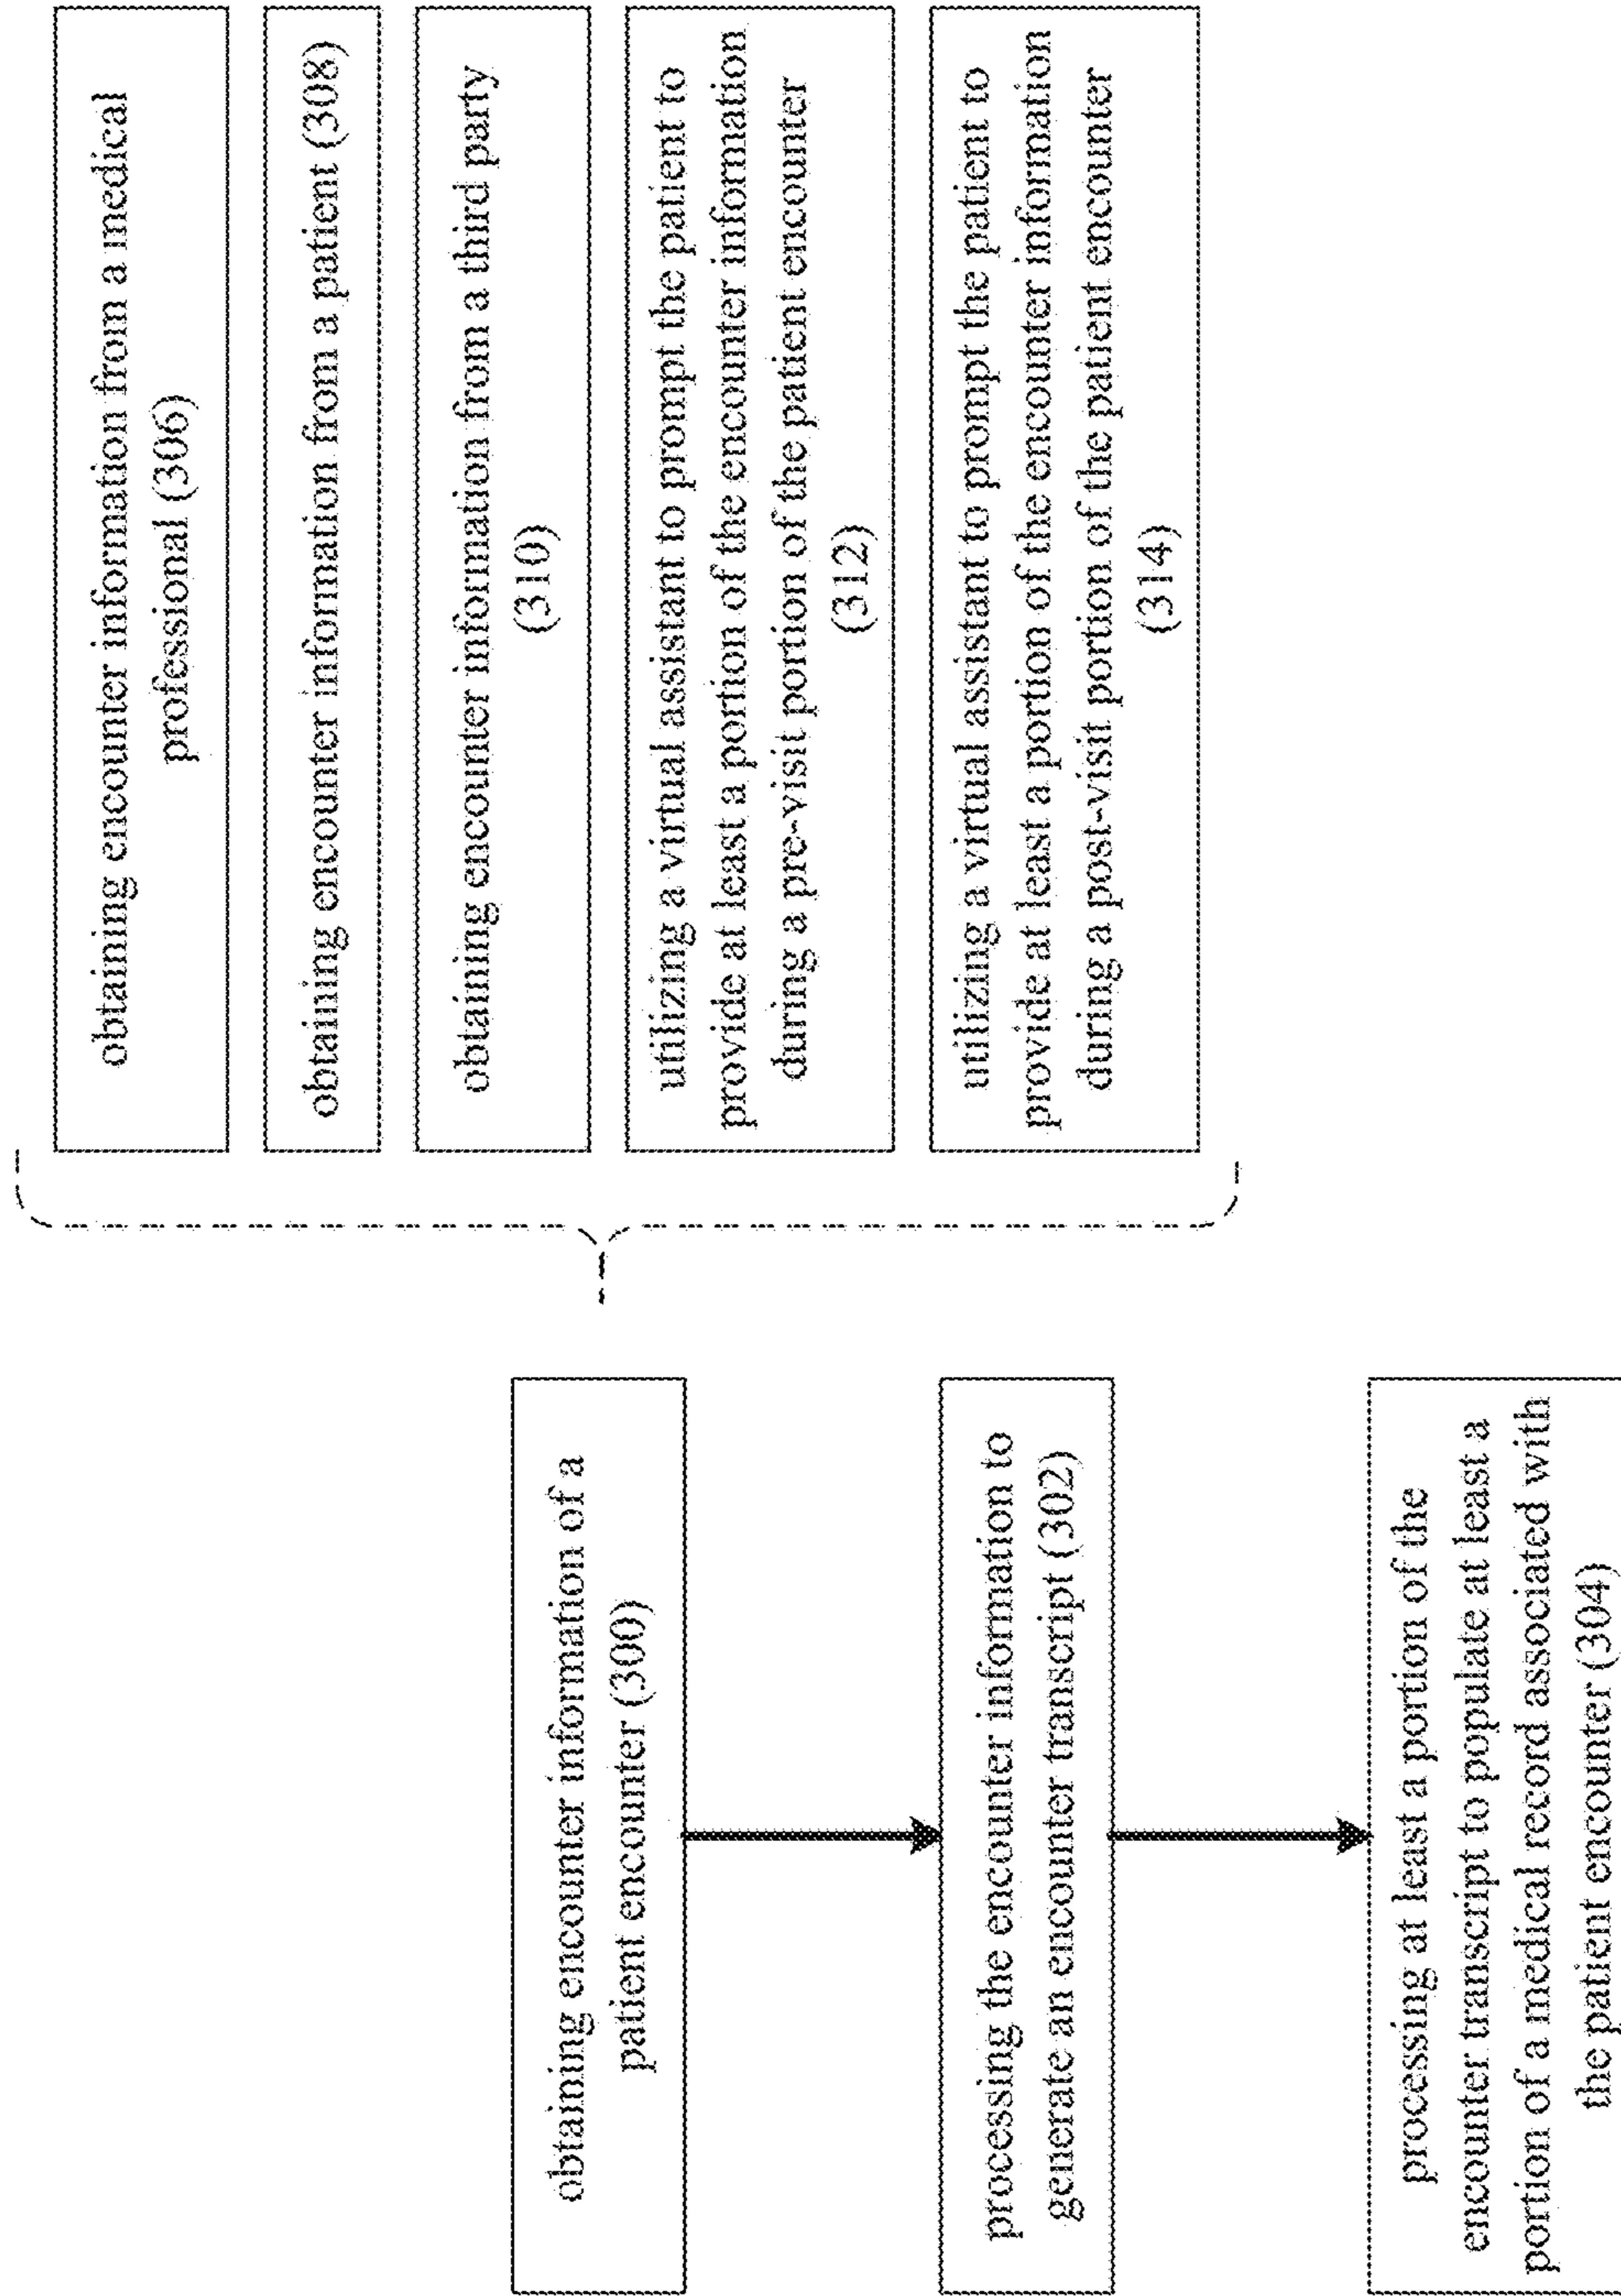 obtaining encounter information of a
patient encounter (300)
processing the encounter information to
generate an encounter transcript (302)
processing at least a portion of the
encounter transcript to populate at least a
portion of a medical record associated with
the patient encounter (304)
obtaining encounter information from a medical
professional (306)
obtaining encounter information from a patient (308)
obtaining encounter information from a third party
(310)
utilizing a virtual assistant to prompt the patient to
provide at least a portion of the encounter information
during a pre-visit portion of the patient encounter
(312)
utilizing a virtual assistant to prompt the patient to
provide at least a portion of the encounter information
during a post-visit portion of the patient encounter
(314)